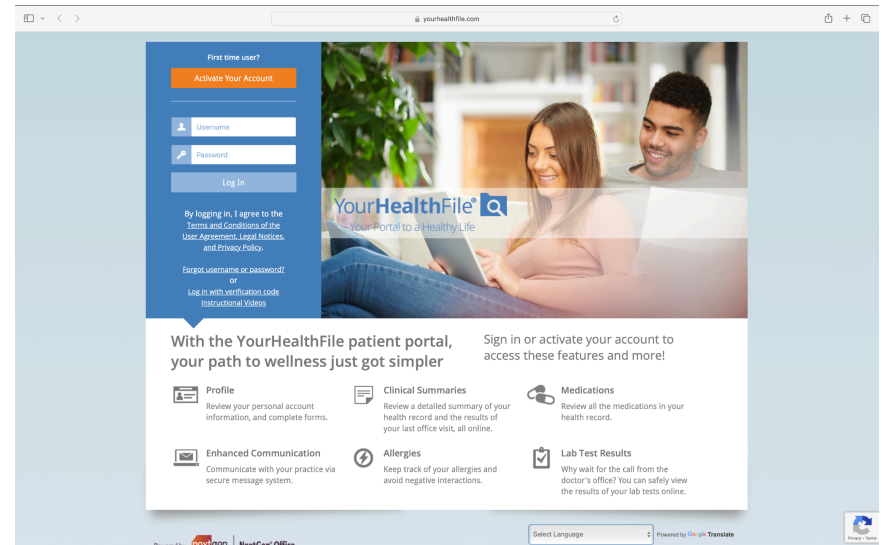 yourhealthfile.com
First time user?
Activate Your Account
Username
Password
Log In
By logging in, I agree to the
Terms and Conditions of the
User Agreement, Legal Notices,
and Privacy Policy.
Forgot username or password?
or
Log in with verification code
Instructional Videos
YourHealthFile®
Your Portal to a Healthy Life
With the YourHealthFile patient portal,
your path to wellness just got simpler
Sign in or activate your account to
access these features and more!
Profile
Review your personal account
information, and complete forms.
Clinical Summaries
Review a detailed summary of your
health record and the results of
your last office visit, all online.
Medications
Review all the medications in your
health record.
Enhanced Communication
Communicate with your practice via
secure message system.
Allergies
Keep track of your allergies and
avoid negative interactions.
Lab Test Results
Why wait for the call from the
doctor's office? You can safely view
the results of your lab tests online.
nextgen
NextGen® Office
Select Language
Powered by Google Translate
Privacy - Terms